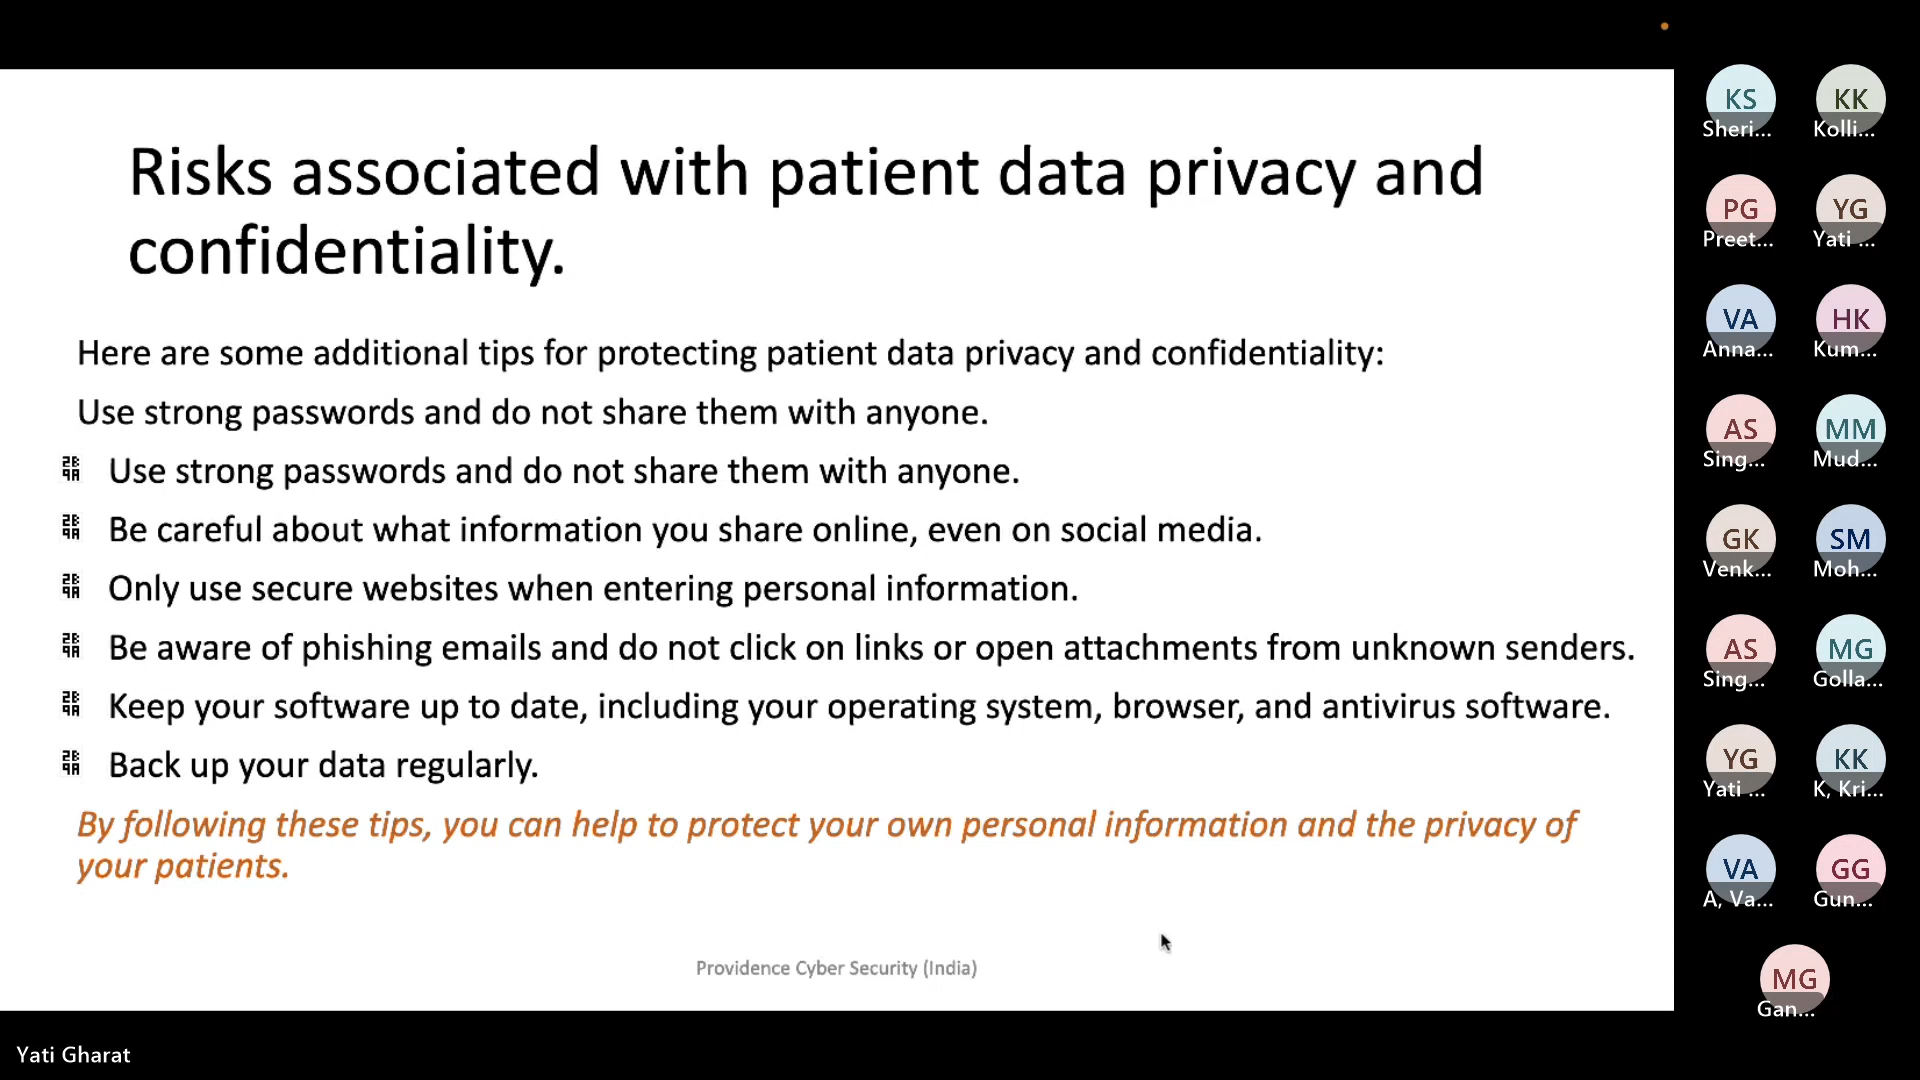 Risks associated with patient data privacy and
confidentiality.
Here are some additional tips for protecting patient data privacy and confidentiality:
Use strong passwords and do not share them with anyone.
Use strong passwords and do not share them with anyone.
Be careful about what information you share online, even on social media.
Only use secure websites when entering personal information.
Be aware of phishing emails and do not click on links or open attachments from unknown senders.
Keep your software up to date, including your operating system, browser, and antivirus software.
Back up your data regularly.
By following these tips, you can help to protect your own personal information and the privacy of
your patients.
Providence Cyber Security (India)
Yati Gharat
KS
Sheri...
KK
Kolli...
PG
Preet...
YG
Yati ...
VA
Anna...
HK
Kum...
AS
Sing...
MM
Mud...
GK
Venk...
SM
Moh...
AS
Sing...
MG
Golla...
YG
Yati ...
KK
K, Kri...
VA
A, Va...
GG
Gun...
MG
Gan...